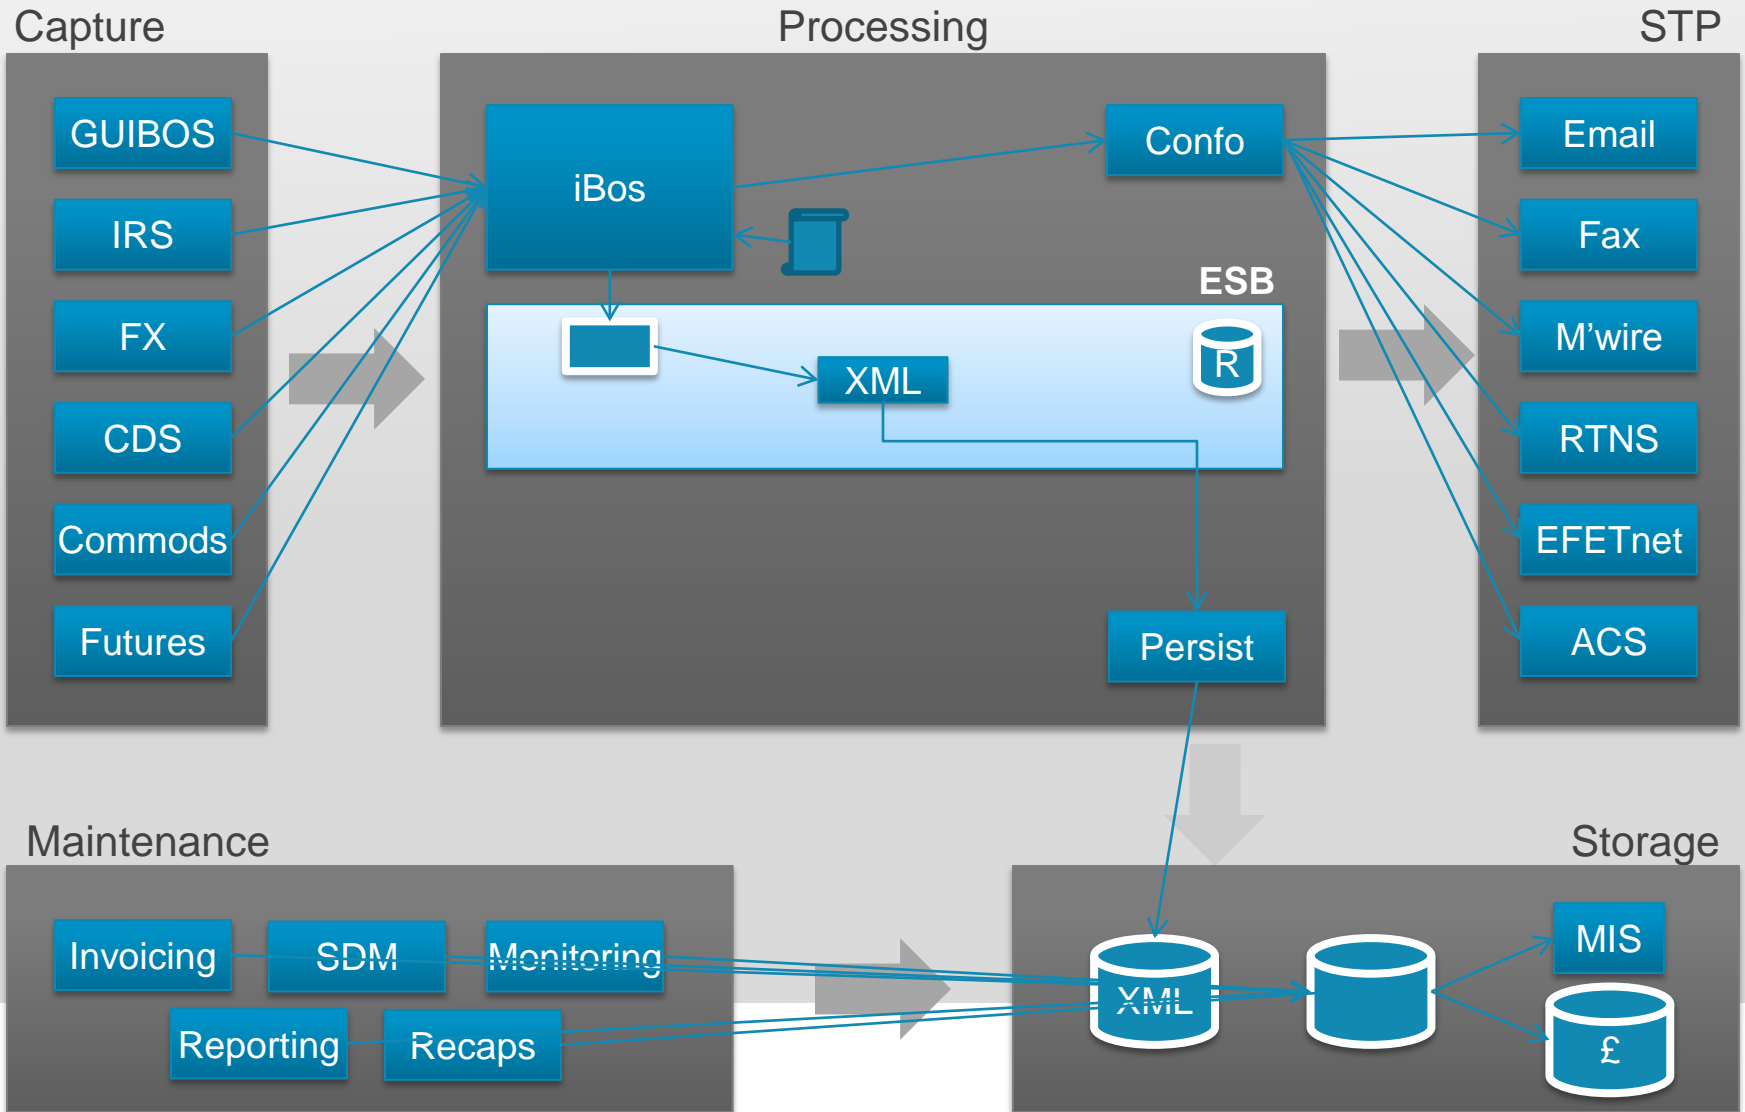 Capture
Processing
STP
GUIBOS
IRS
FX
CDS
Commods
Futures
iBos
Confo
ESB
R
XML
Persist
Email
Fax
M’wire
RTNS
EFETnet
ACS
Maintenance
Storage
Invoicing
SDM
Monitoring
Reporting
Recaps
XML
MIS
£